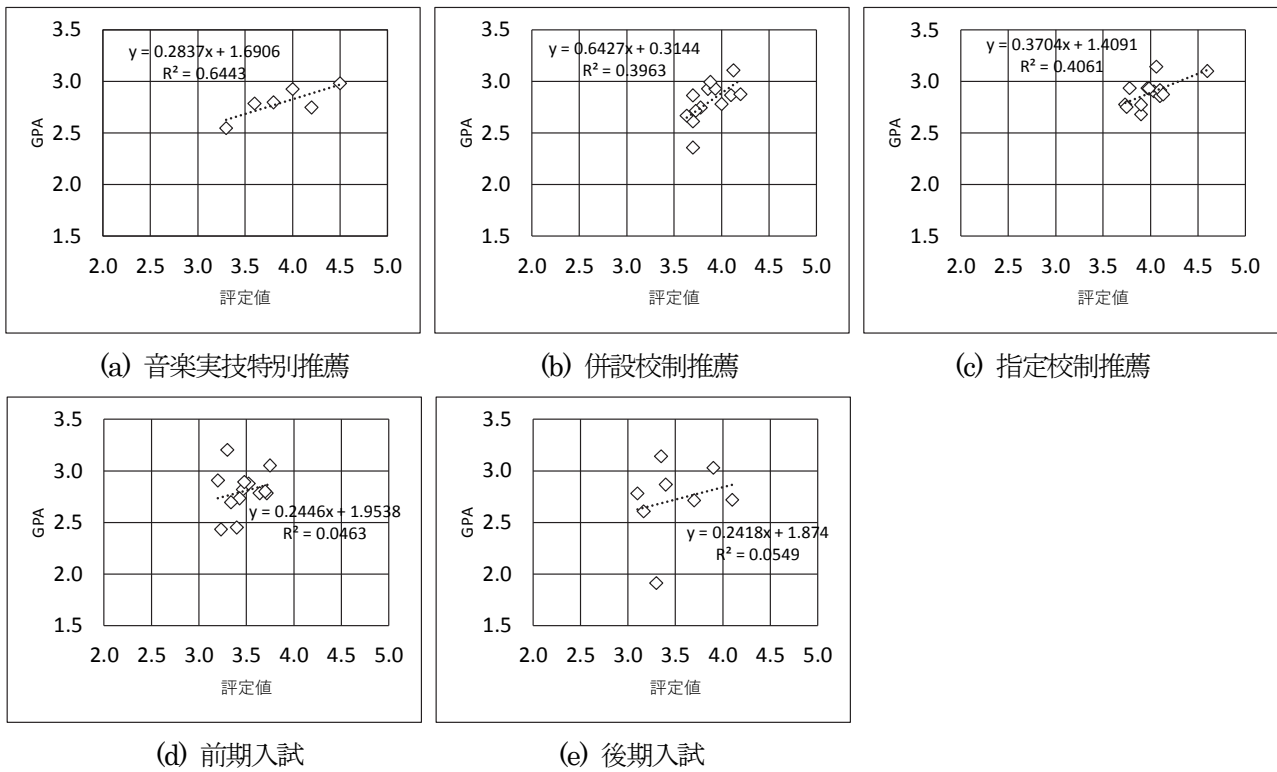 3.5
3.0
2.5
2.0
1.5
GPA
y = 0.2837x + 1.6906
R² = 0.6443
2.0 2.5 3.0 3.5 4.0 4.5 5.0
評定値
(a) 音楽実技特別推薦
3.5
3.0
2.5
2.0
1.5
GPA
y = 0.6427x + 0.3144
R² = 0.3963
2.0 2.5 3.0 3.5 4.0 4.5 5.0
評定値
(b) 併設校制推薦
3.5
3.0
2.5
2.0
1.5
GPA
y = 0.3704x + 1.4091
R² = 0.4061
2.0 2.5 3.0 3.5 4.0 4.5 5.0
評定値
(c) 指定校制推薦
3.5
3.0
2.5
2.0
1.5
GPA
y = 0.2446x + 1.9538
R² = 0.0463
2.0 2.5 3.0 3.5 4.0 4.5 5.0
評定値
(d) 前期入試
3.5
3.0
2.5
2.0
1.5
GPA
y = 0.2418x + 1.874
R² = 0.0549
2.0 2.5 3.0 3.5 4.0 4.5 5.0
評定値
(e) 後期入試